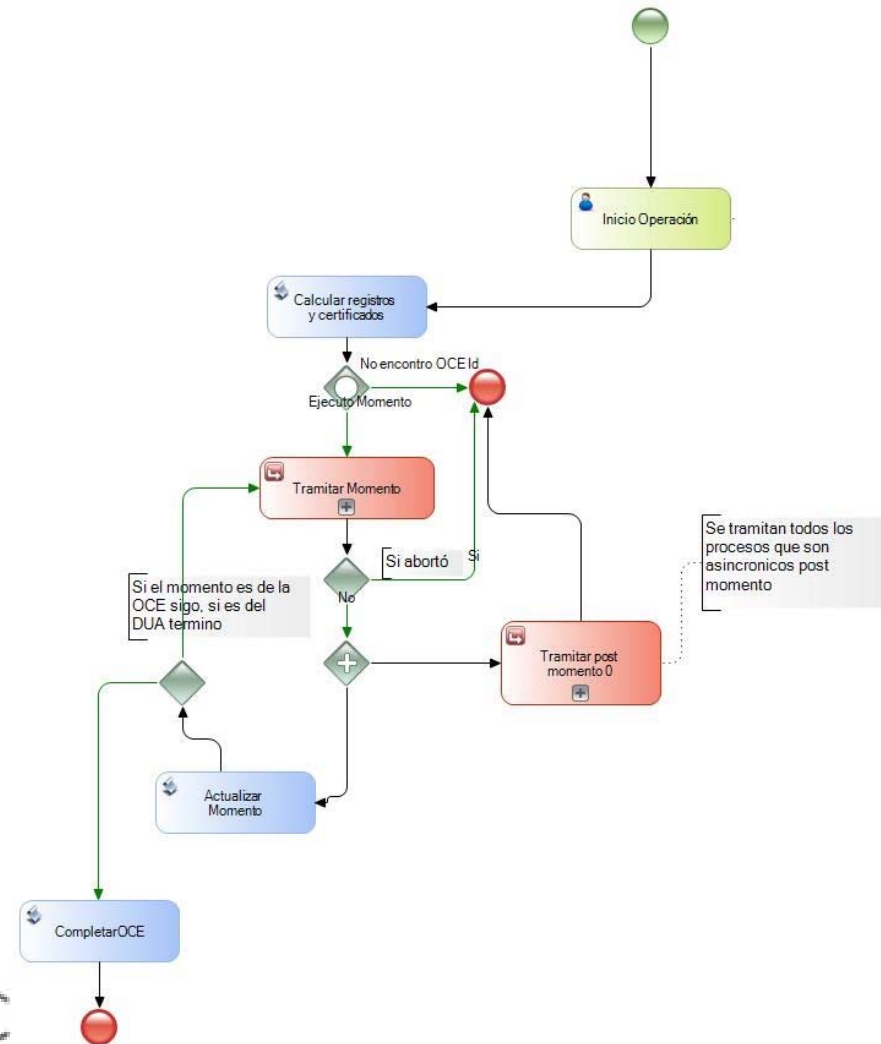 Inicio Operación
Calcular registros
y certificados
No encontro OCE Id
Ejecuto Momento
Tramitar Momento
Si abortó
Si
No
Se tramitan todos los
procesos que son
asincronicos post
momento
Si el momento es de la
OCE sigo, si es del
DUA termino
Tramitar post
momento 0
Actualizar
Momento
CompletarOCE